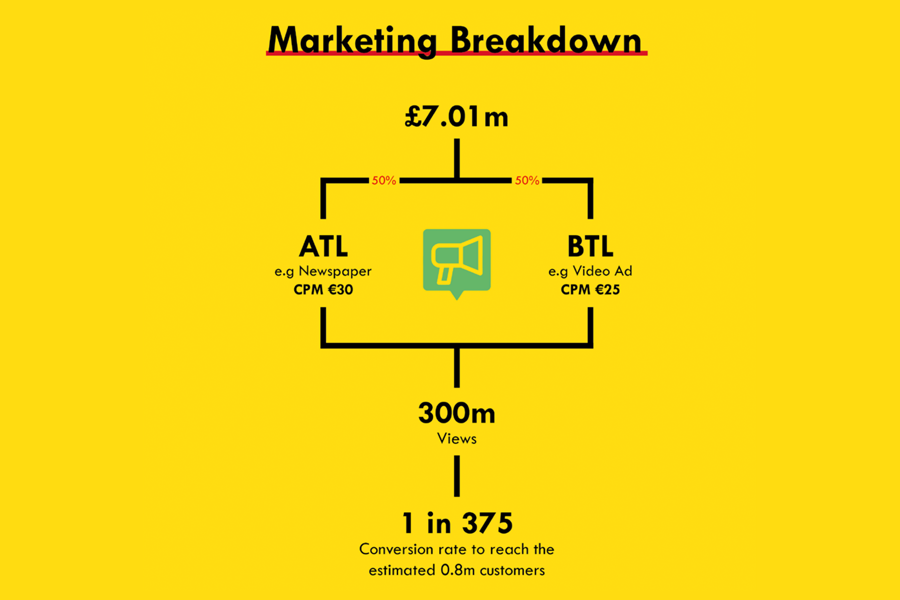 Marketing Breakdown
£7.01m
50% 50%
ATL BTL
e.g Newspaper e.g Video Ad
CPM €30 CPM €25
300m
Views
1 in 375
Conversion rate to reach the
estimated 0.8m customers